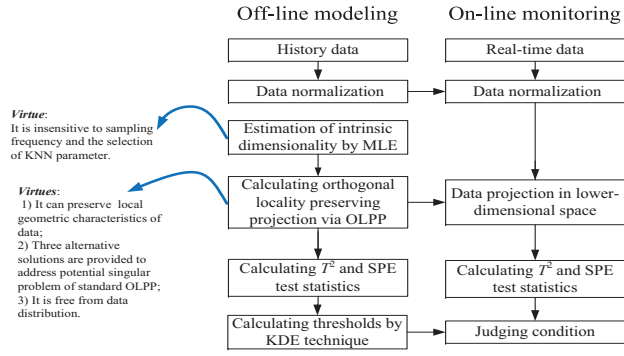 Off-line modeling
On-line monitoring
History data
Real-time data
Data normalization
Data normalization
Virtue:
It is insensitive to sampling
frequency and the selection
of KNN parameter.
Estimation of intrinsic
dimensionality by MLE
Virtues:
1) It can preserve local
geometric characteristics of
data;
2) Three alternative
solutions are provided to
address potential singular
problem of standard OLPP;
3) It is free from data
distribution.
Calculating orthogonal
locality preserving
projection via OLPP
Data projection in lower-
dimensional space
Calculating T² and SPE
test statistics
Calculating T² and SPE
test statistics
Calculating thresholds by
KDE technique
Judging condition